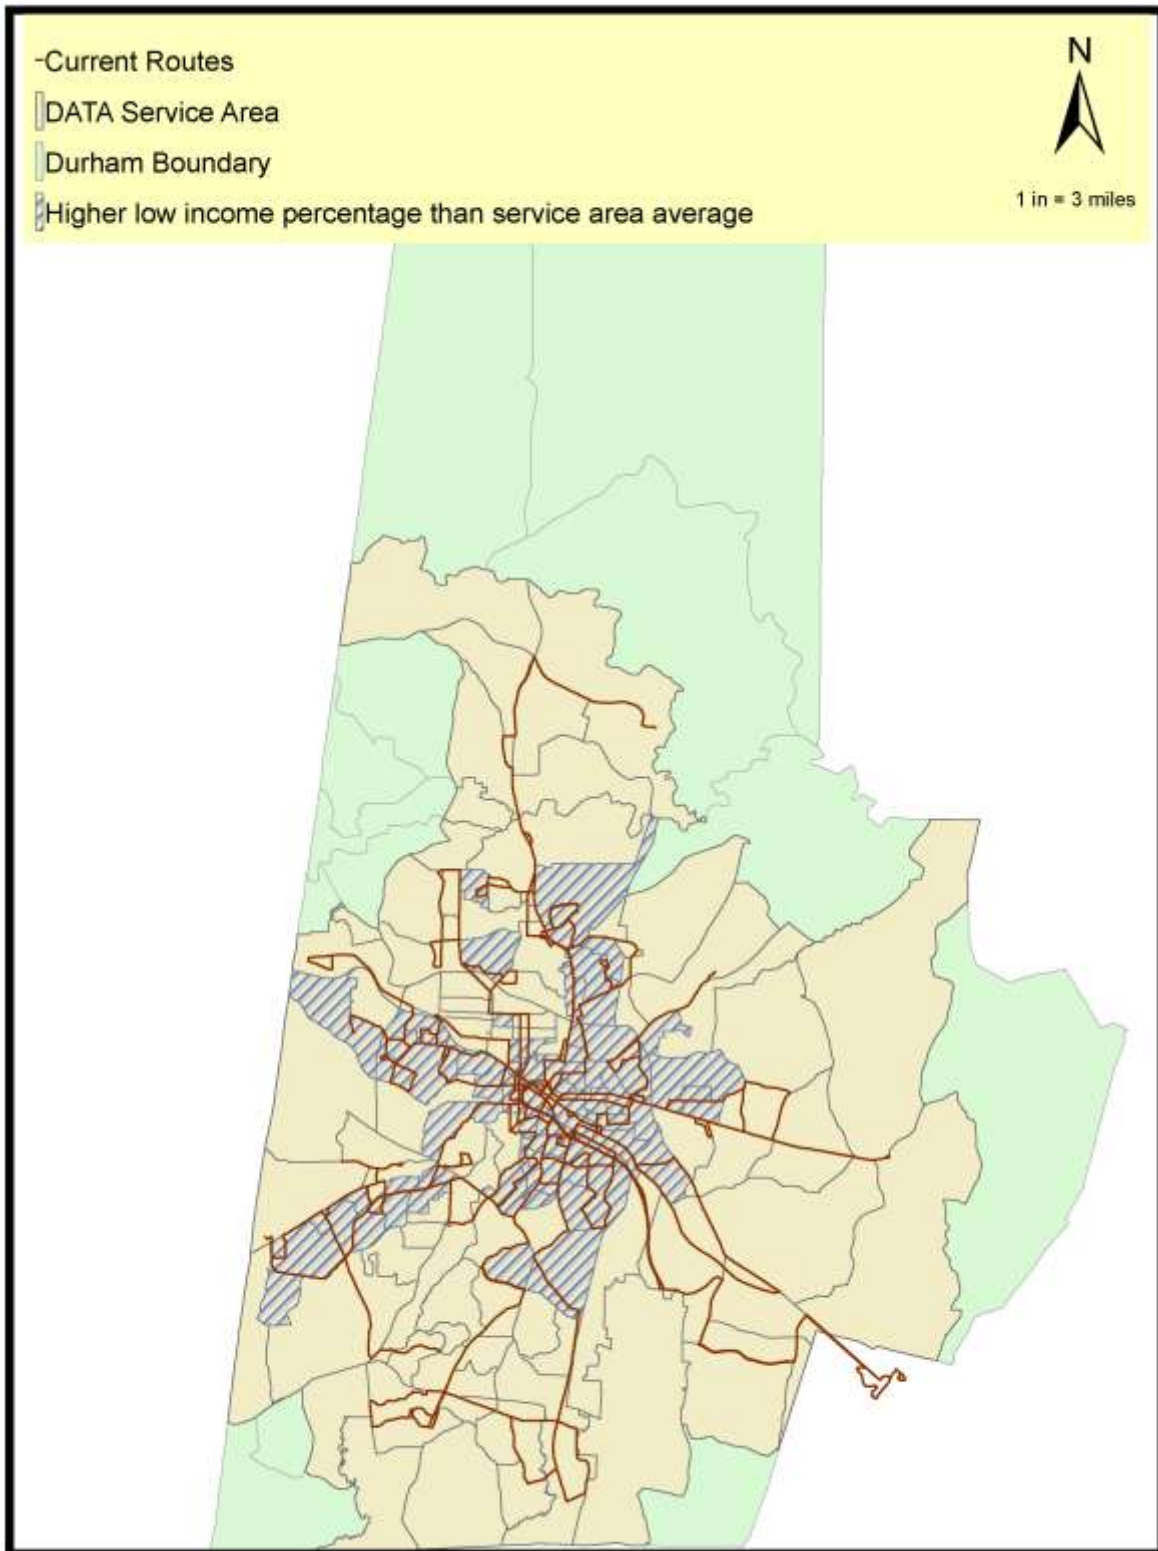 Current Routes
DATA Service Area
Durham Boundary
Higher low income percentage than service area average
N
1 in = 3 miles